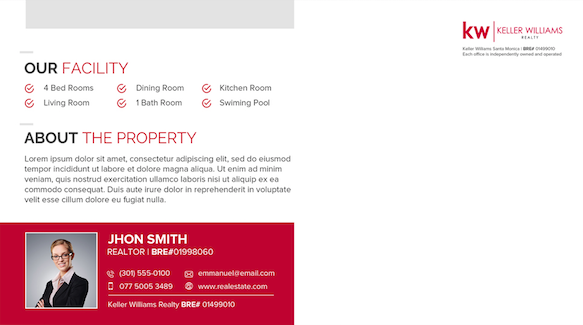 OUR FACILITY
4 Bed Rooms Dining Room Kitchen Room
Living Room 1 Bath Room Swiming Pool
ABOUT THE PROPERTY
Lorem ipsum dolor sit amet, consectetur adipiscing elit, sed do eiusmod
tempor incididunt ut labore et dolore magna aliqua. Ut enim ad minim
veniam, quis nostrud exercitation ullamco laboris nisi ut aliquip ex ea
commodo consequat. Duis aute irure dolor in reprehenderit in voluptate
velit esse cillum dolore eu fugiat nulla.
JHON SMITH
REALTOR | BRE#01998060
(301) 555-0100 emmanuel@email.com
077 5005 3489 www.realestate.com
Keller Williams Realty BRE# 01499010
kw KELLER WILLIAMS
REALTY
Keller Williams Santa Monica | BRE# 01499010
Each office is independently owned and operated